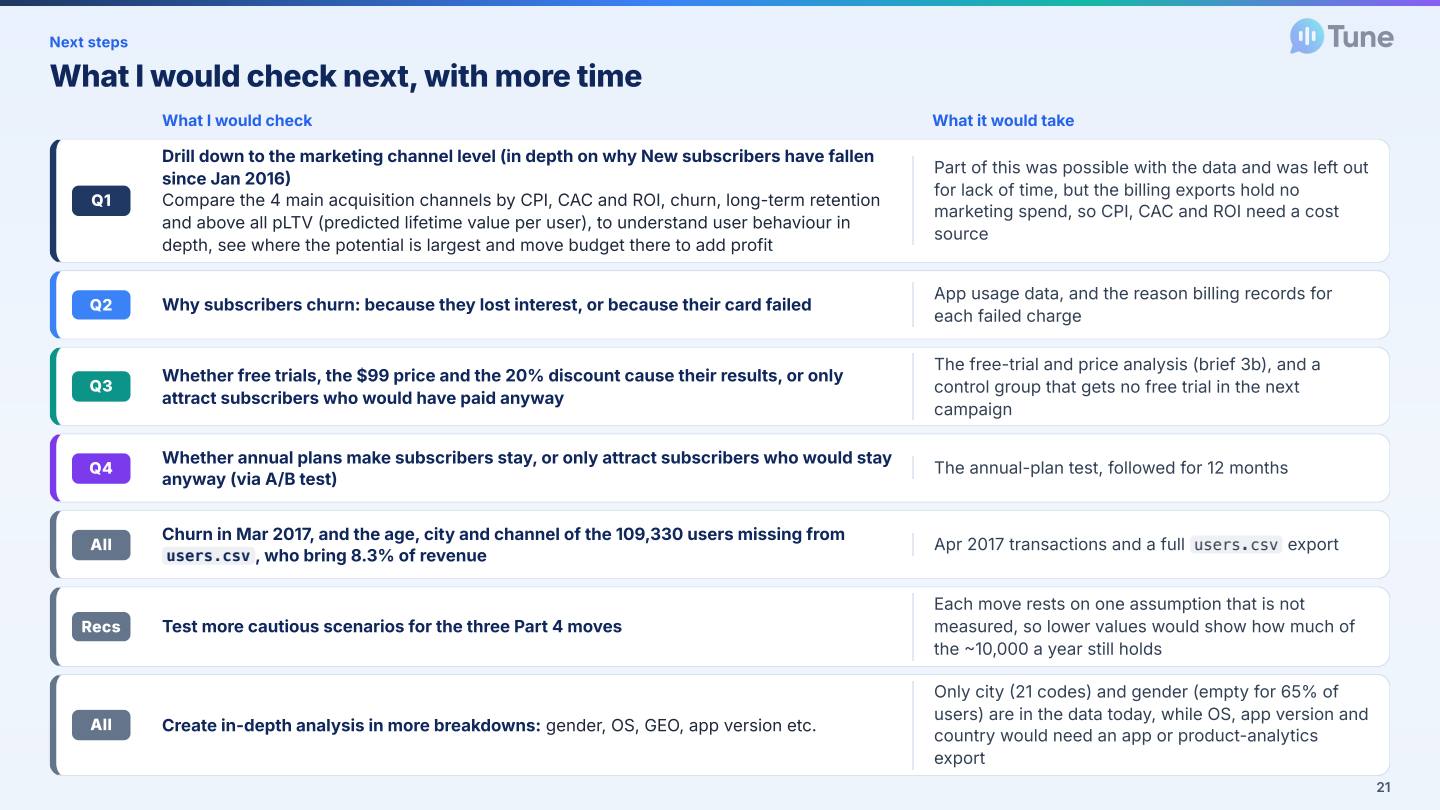 Next steps
Tune
What I would check next, with more time
What I would check
What it would take
Q1
Drill down to the marketing channel level (in depth on why New subscribers have fallen
since Jan 2016)
Compare the 4 main acquisition channels by CPI, CAC and ROI, churn, long-term retention
and above all pLTV (predicted lifetime value per user), to understand user behaviour in
depth, see where the potential is largest and move budget there to add profit
Part of this was possible with the data and was left out
for lack of time, but the billing exports hold no
marketing spend, so CPI, CAC and ROI need a cost
source
Q2
Why subscribers churn: because they lost interest, or because their card failed
App usage data, and the reason billing records for
each failed charge
Q3
Whether free trials, the $99 price and the 20% discount cause their results, or only
attract subscribers who would have paid anyway
The free-trial and price analysis (brief 3b), and a
control group that gets no free trial in the next
campaign
Q4
Whether annual plans make subscribers stay, or only attract subscribers who would stay
anyway (via A/B test)
The annual-plan test, followed for 12 months
All
Churn in Mar 2017, and the age, city and channel of the 109,330 users missing from
users.csv, who bring 8.3% of revenue
Apr 2017 transactions and a full users.csv export
Recs
Test more cautious scenarios for the three Part 4 moves
Each move rests on one assumption that is not
measured, so lower values would show how much of
the ~10,000 a year still holds
All
Create in-depth analysis in more breakdowns: gender, OS, GEO, app version etc.
Only city (21 codes) and gender (empty for 65% of
users) are in the data today, while OS, app version and
country would need an app or product-analytics
export
21